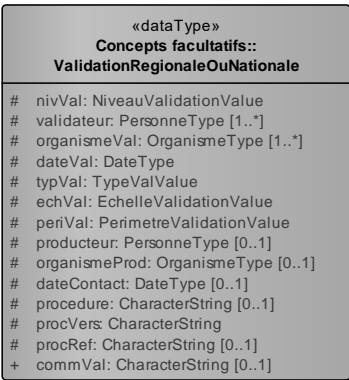 «dataType»
Concepts facultatifs::
ValidationRegionaleOuNationale
# nivVal: NiveauValidationValue
# validateur: PersonneType [1..*]
# organismeVal: OrganismeType [1..*]
# dateVal: DateType
# typVal: TypeValValue
# echVal: EchelleValidationValue
# periVal: PerimetreValidationValue
# producteur: PersonneType [0..1]
# organismeProd: OrganismeType [0..1]
# dateContact: DateType [0..1]
# procedure: CharacterString [0..1]
# procVers: CharacterString
# procRef: CharacterString [0..1]
+ commVal: CharacterString [0..1]